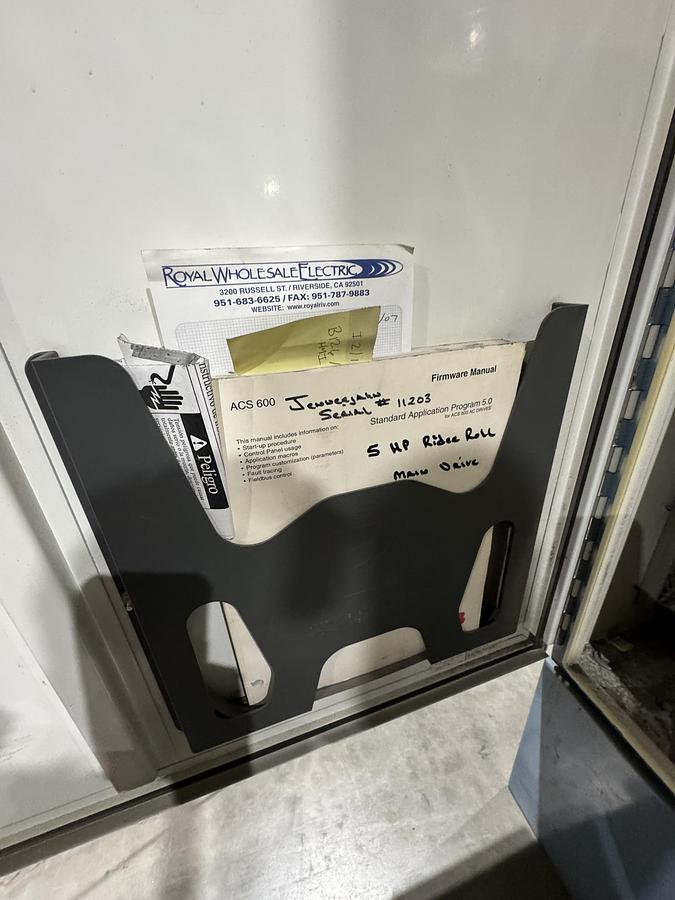 ROYAL WHOLESALE ELECTRIC
3200 RUSSELL ST. / RIVERSIDE, CA 92501
951-683-6625 / FAX: 951-787-9883
WEBSITE: www.royalriv.com
/07
Firmware Manual
ACS 600
SERIAL # 11203
Standard Application Program 5.0
for ACS 600 AC DRIVES
This manual includes information on:
• Start-up procedure
• Control Panel usage
• Application macros
• Program customization (parameters)
• Fault tracing
• Fieldbus control
5 HP Rider Roll
MAIN Drive
Peligro